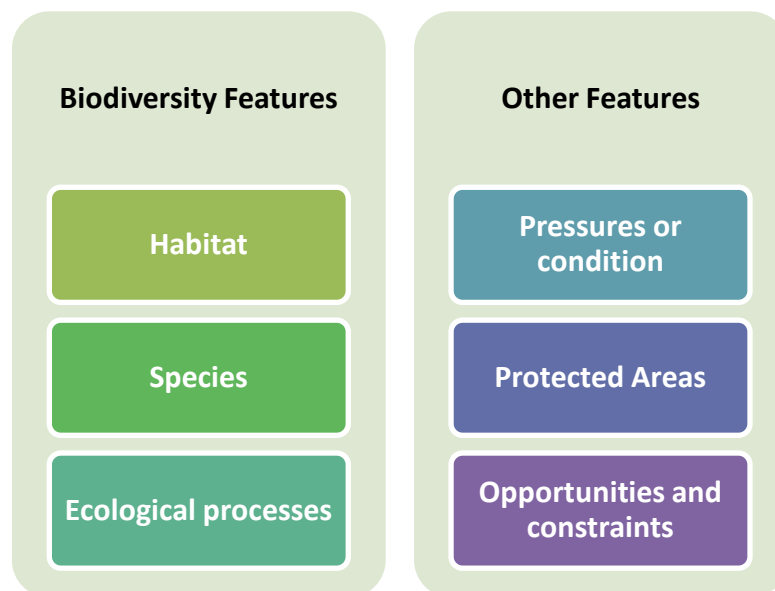 Biodiversity Features
Habitat
Species
Ecological processes
Other Features
Pressures or
condition
Protected Areas
Opportunities and
constraints